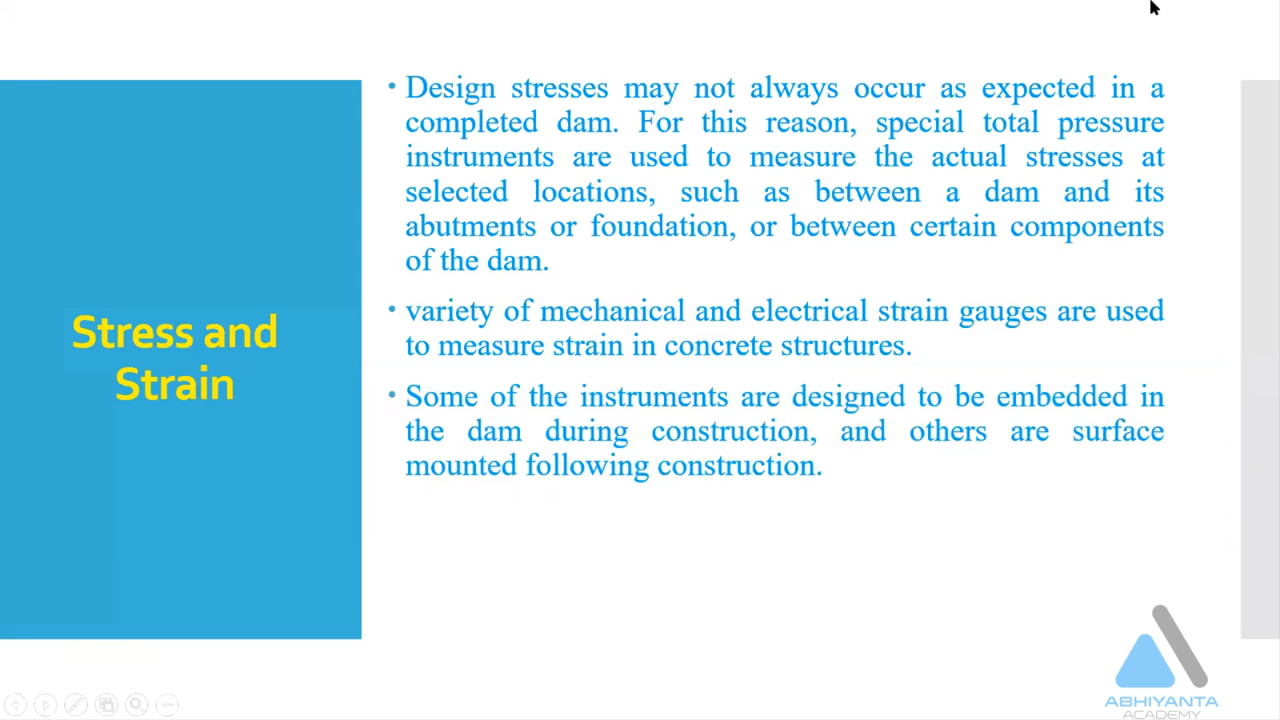 Stress and
Strain
• Design stresses may not always occur as expected in a
completed dam. For this reason, special total pressure
instruments are used to measure the actual stresses at
selected locations, such as between a dam and its
abutments or foundation, or between certain components
of the dam.
• variety of mechanical and electrical strain gauges are used
to measure strain in concrete structures.
• Some of the instruments are designed to be embedded in
the dam during construction, and others are surface
mounted following construction.
ABHIYANTA
ACADEMY